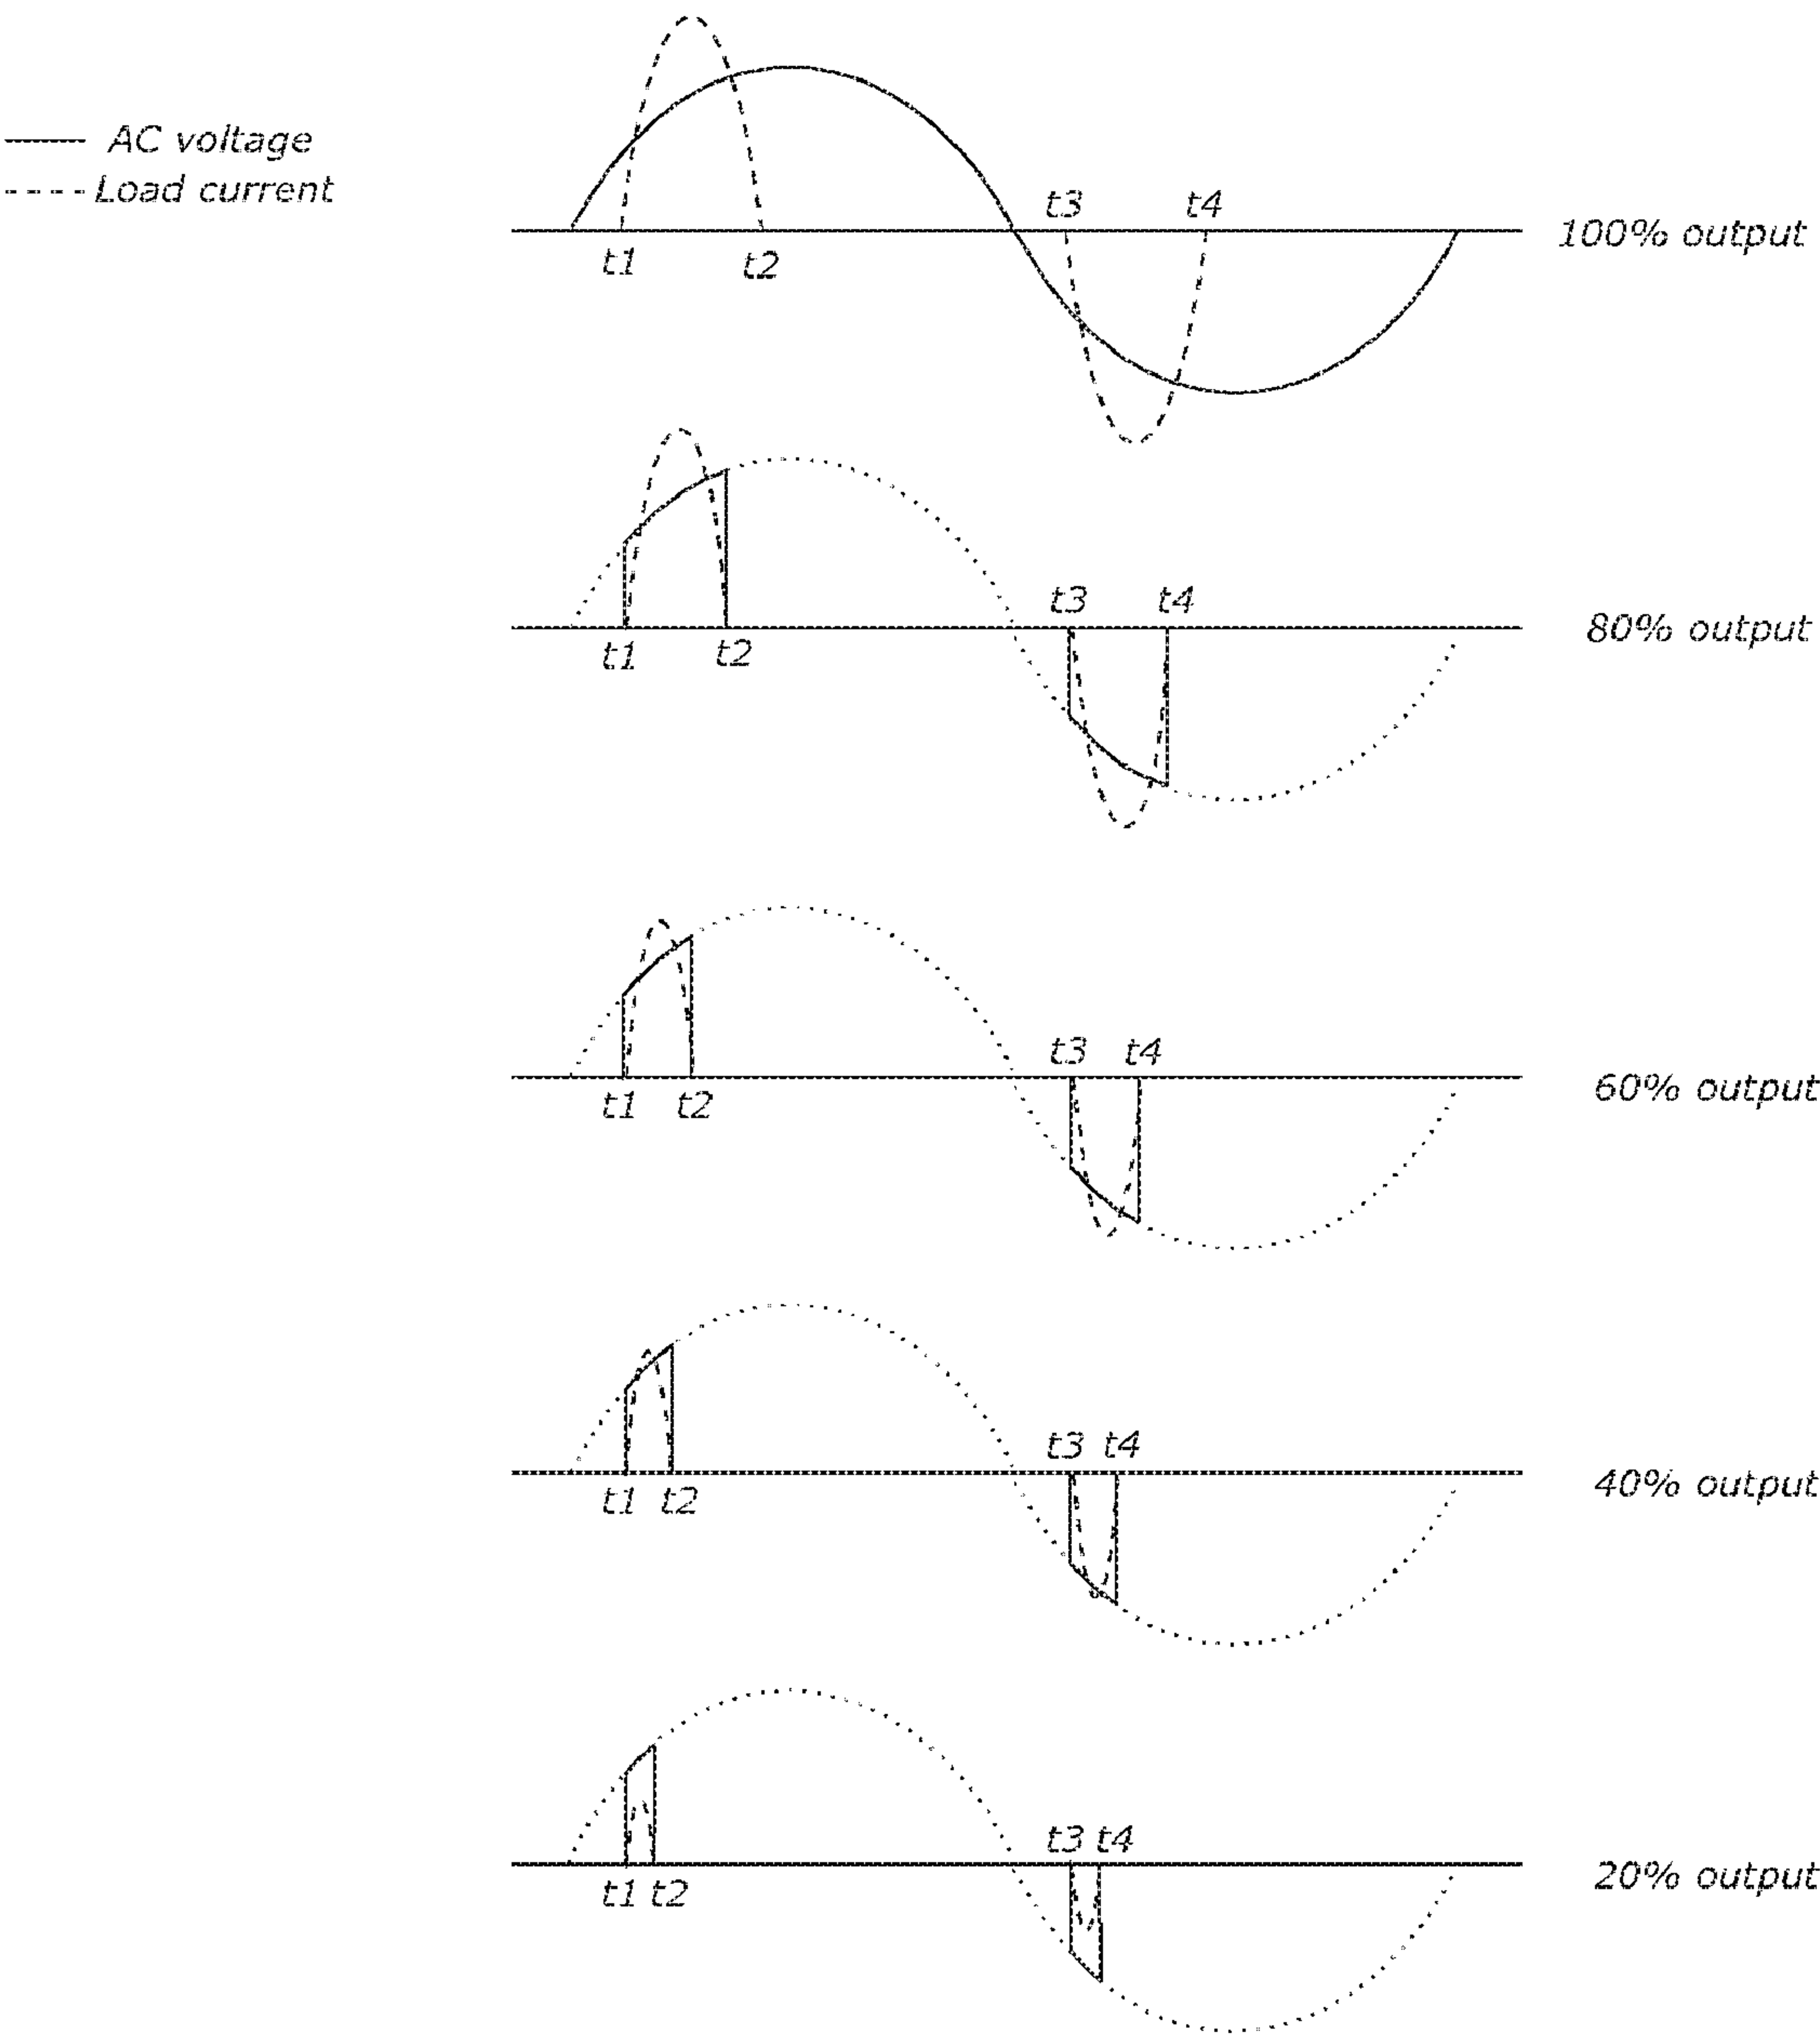 AC voltage
Load current
t3 t4
100% output
t1 t2
t3 t4
80% output
t1 t2
t3 t4
60% output
t1 t2
t3 t4
40% output
t1 t2
t3 t4
20% output
t1 t2